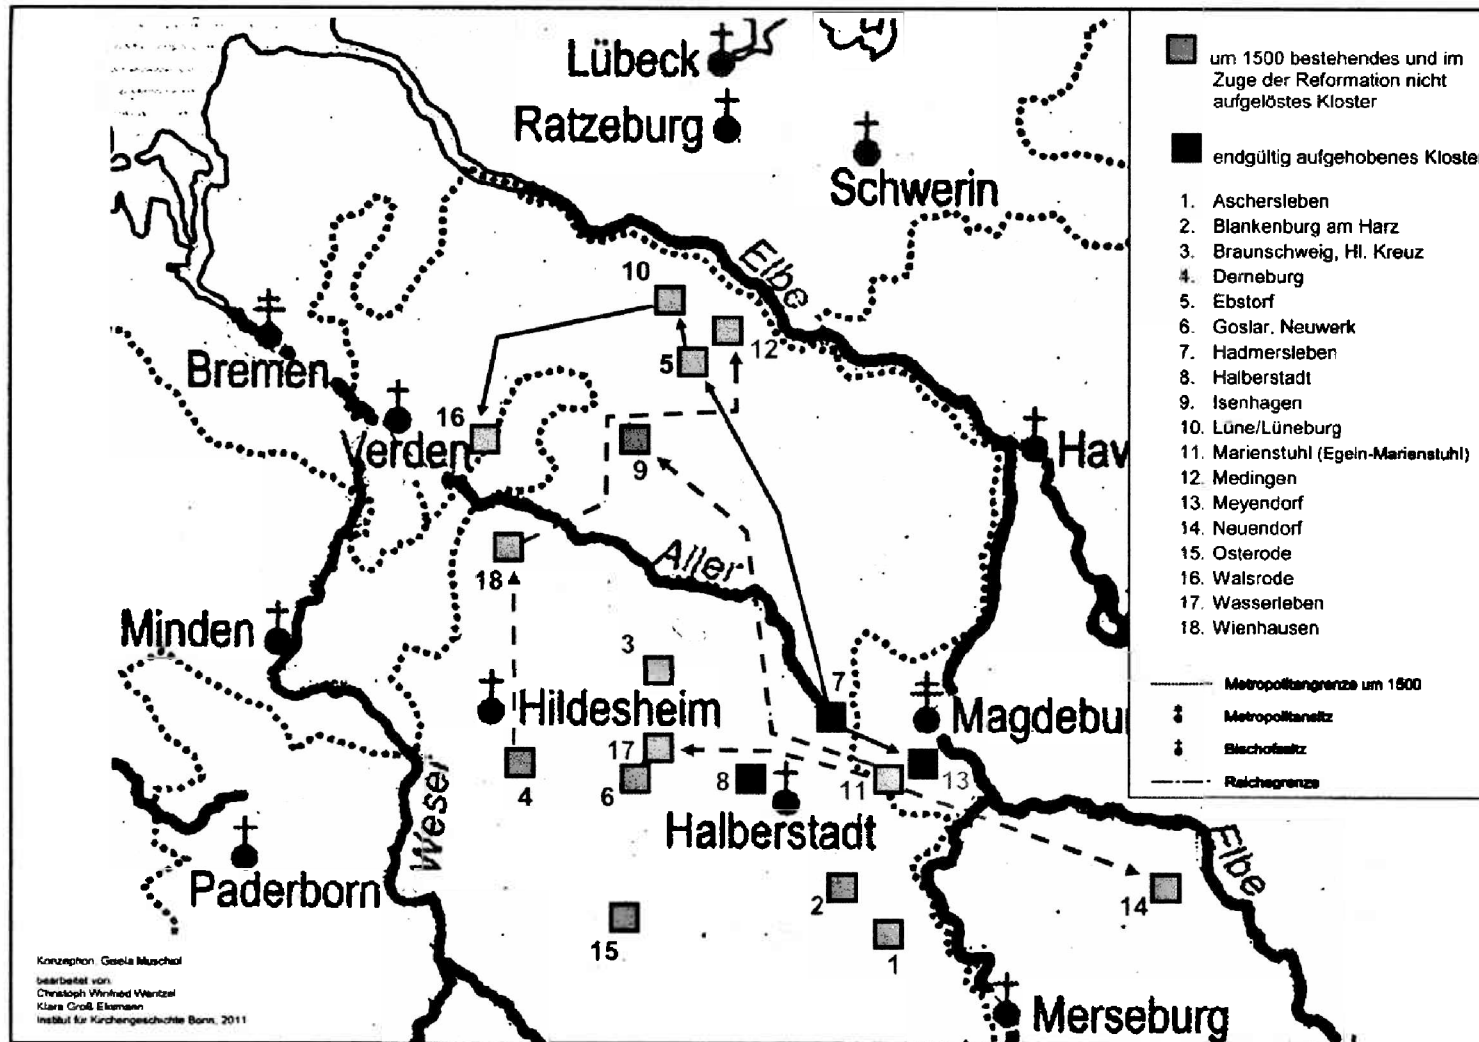 Lübeck
Ratzeburg
Schwerin
Elbe
10
12
5
Bremen
16
Verden
9
Hav
Aller
18
Minden
3
7
Hildesheim
Magdebu
17
8
11
13
4
6
Halberstadt
Weser
Elbe
Paderborn
2
14
15
1
Merseburg
Konzeption: Gisela Muschiol
bearbeitet von:
Christoph Winfried Wentzel
Klara Groß
Institut für Kirchengeschichte Bonn, 2011
um 1500 bestehendes und im
Zuge der Reformation nicht
aufgelöstes Kloster
endgültig aufgehobenes Kloste
1. Aschersleben
2. Blankenburg am Harz
3. Braunschweig, Hl. Kreuz
4. Derneburg
5. Ebstorf
6. Goslar, Neuwerk
7. Hadmersleben
8. Halberstadt
9. Isenhagen
10. Lüne/Lüneburg
11. Marienstuhl (Egeln-Marienstuhl)
12. Medingen
13. Meyendorf
14. Neuendorf
15. Osterode
16. Walsrode
17. Wasserleben
18. Wienhausen
Metropolitangrenze um 1500
Metropolitansitz
Bischofssitz
Reichsgrenze